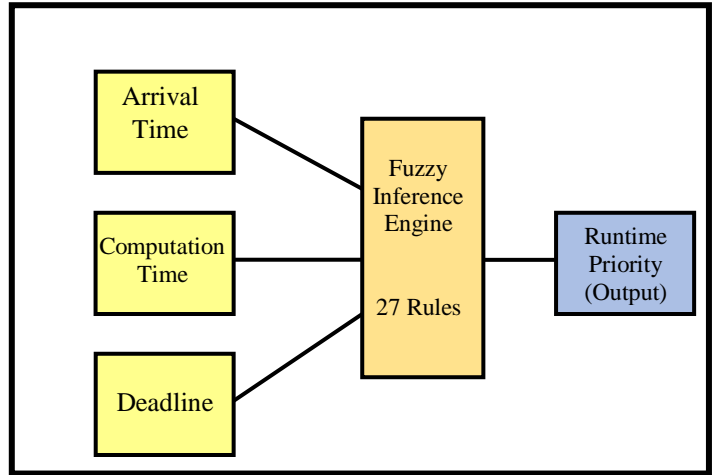 Arrival
Time
Computation
Time
Deadline
Fuzzy
Inference
Engine
27 Rules
Runtime
Priority
(Output)